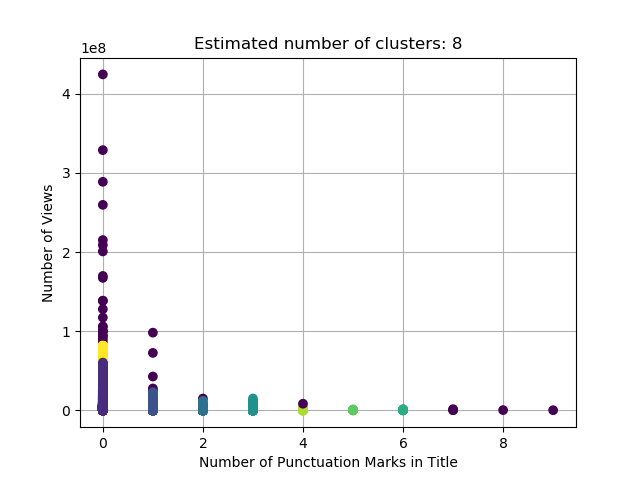 Estimated number of clusters: 8
1e8
4
3
2
1
0
Number of Views
0 2 4 6 8
Number of Punctuation Marks in Title